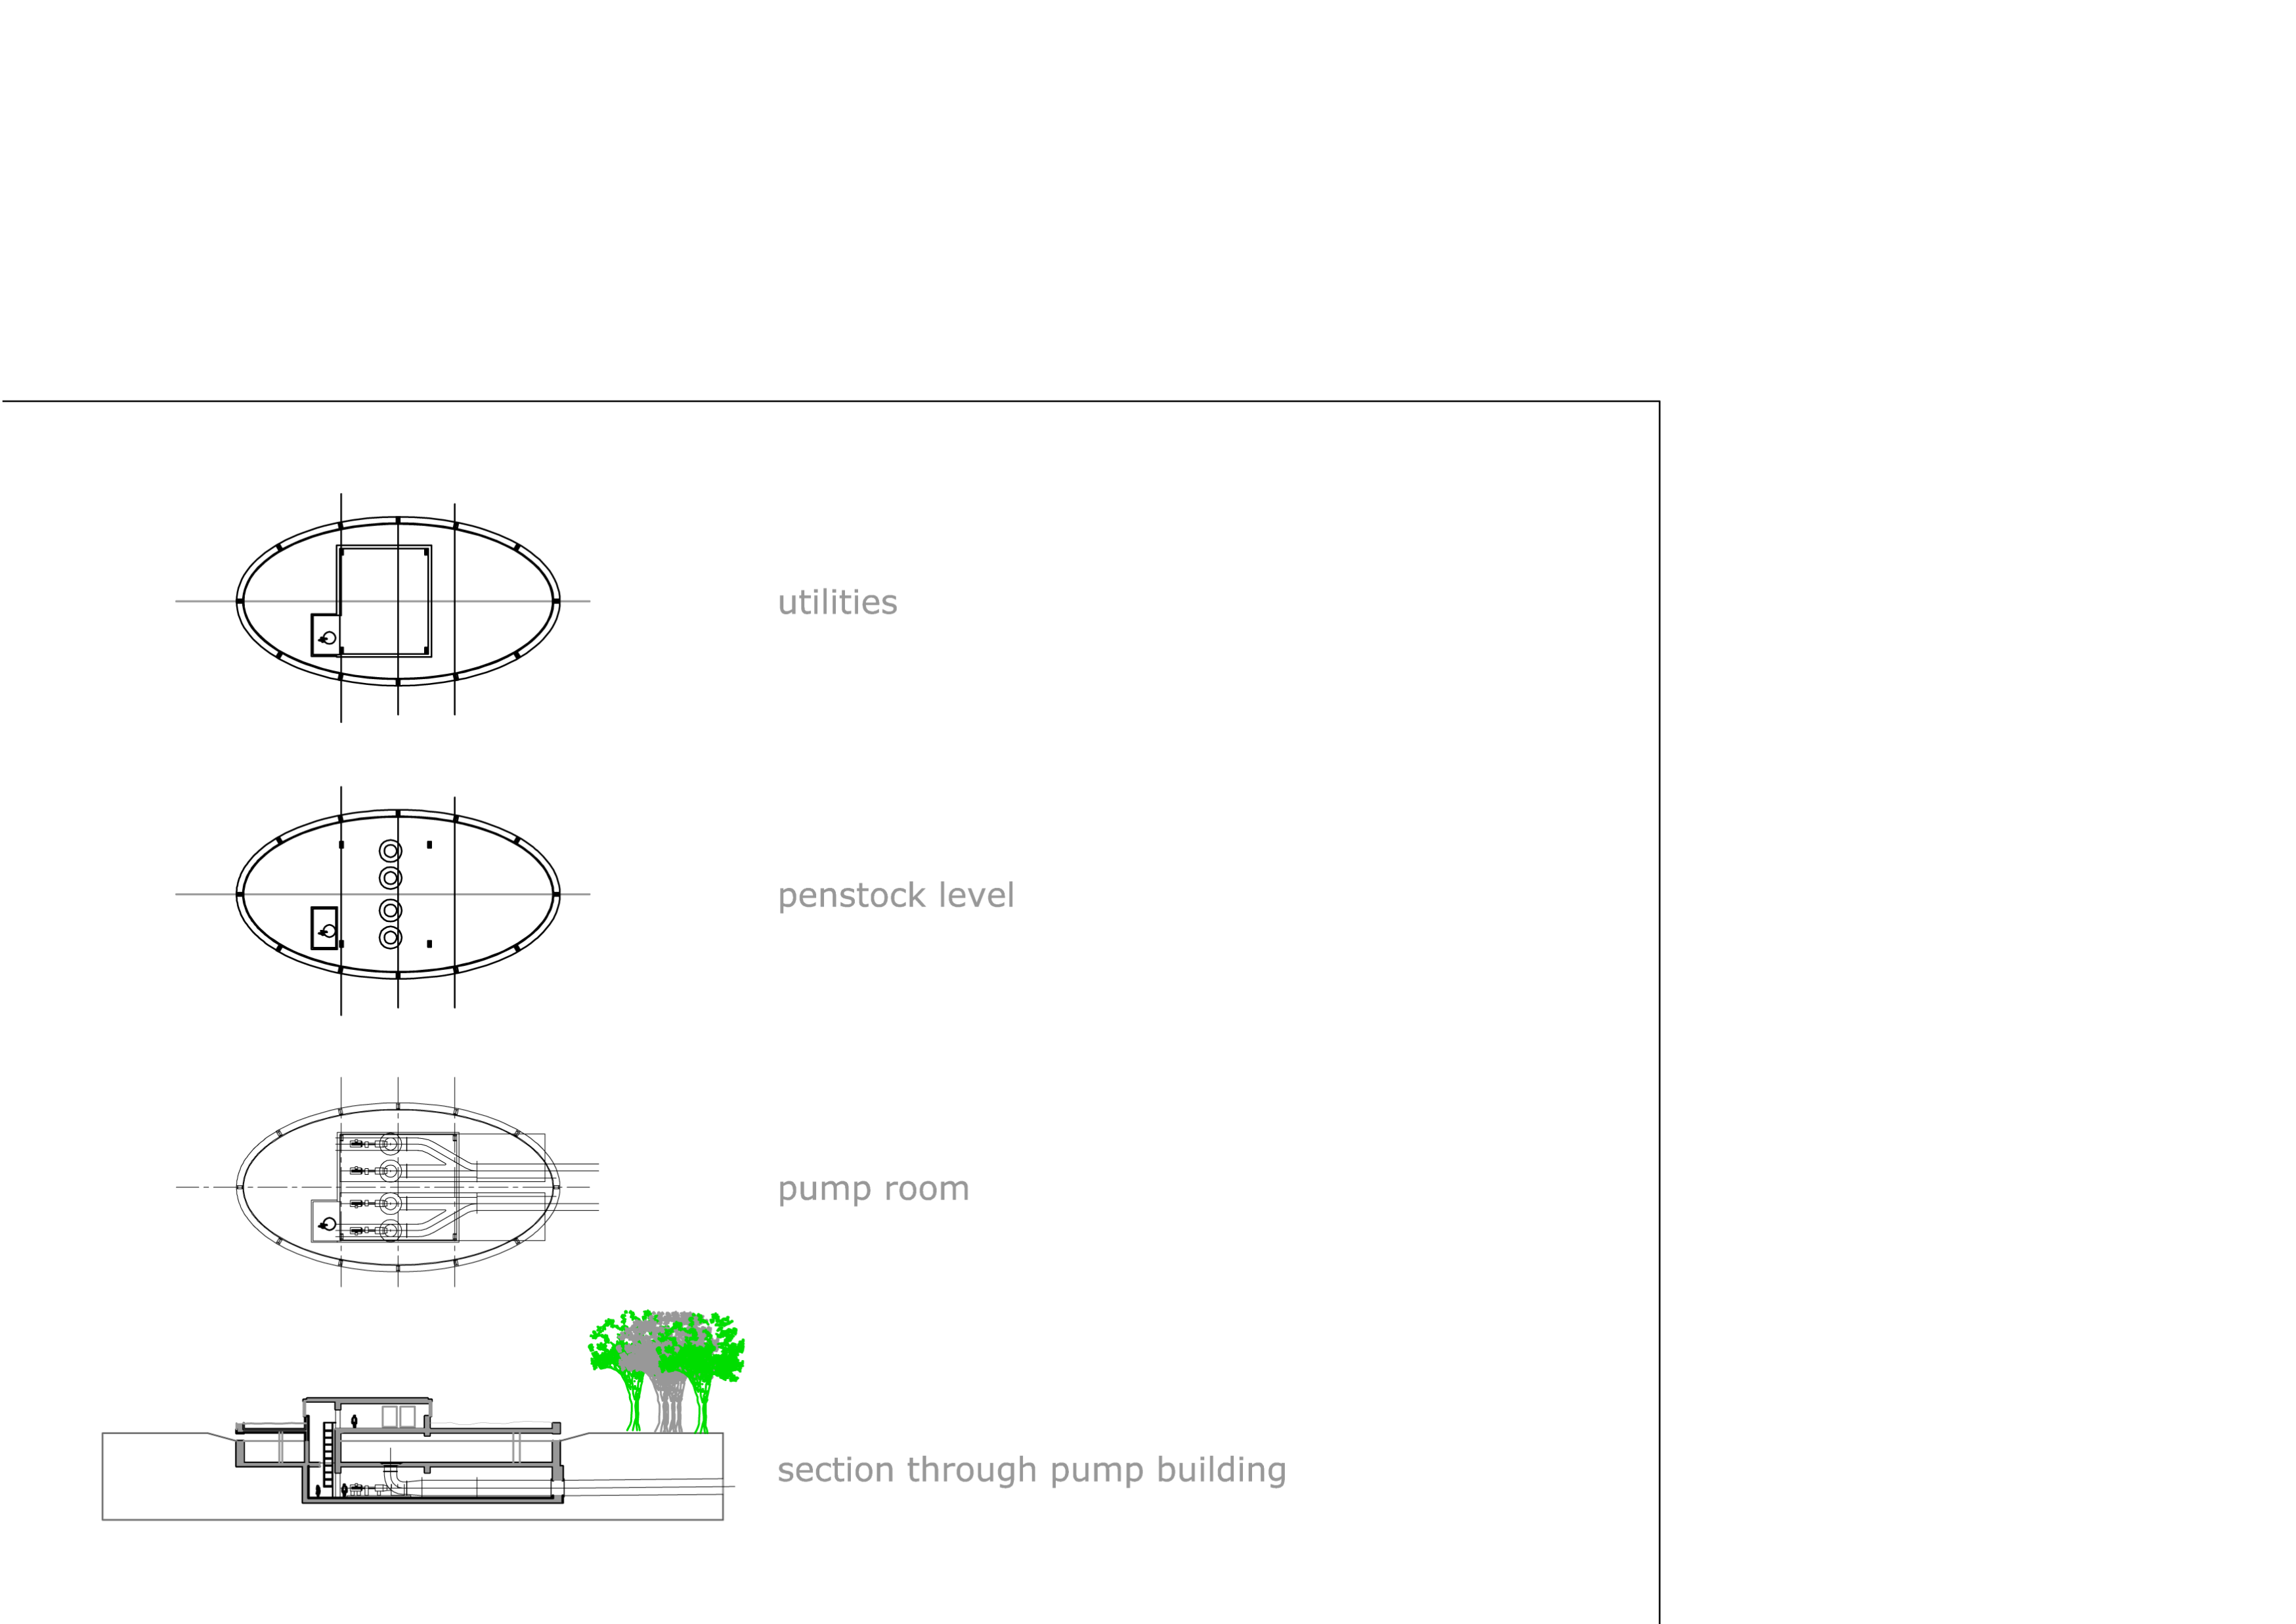 utilities
penstock level
pump room
section through pump building